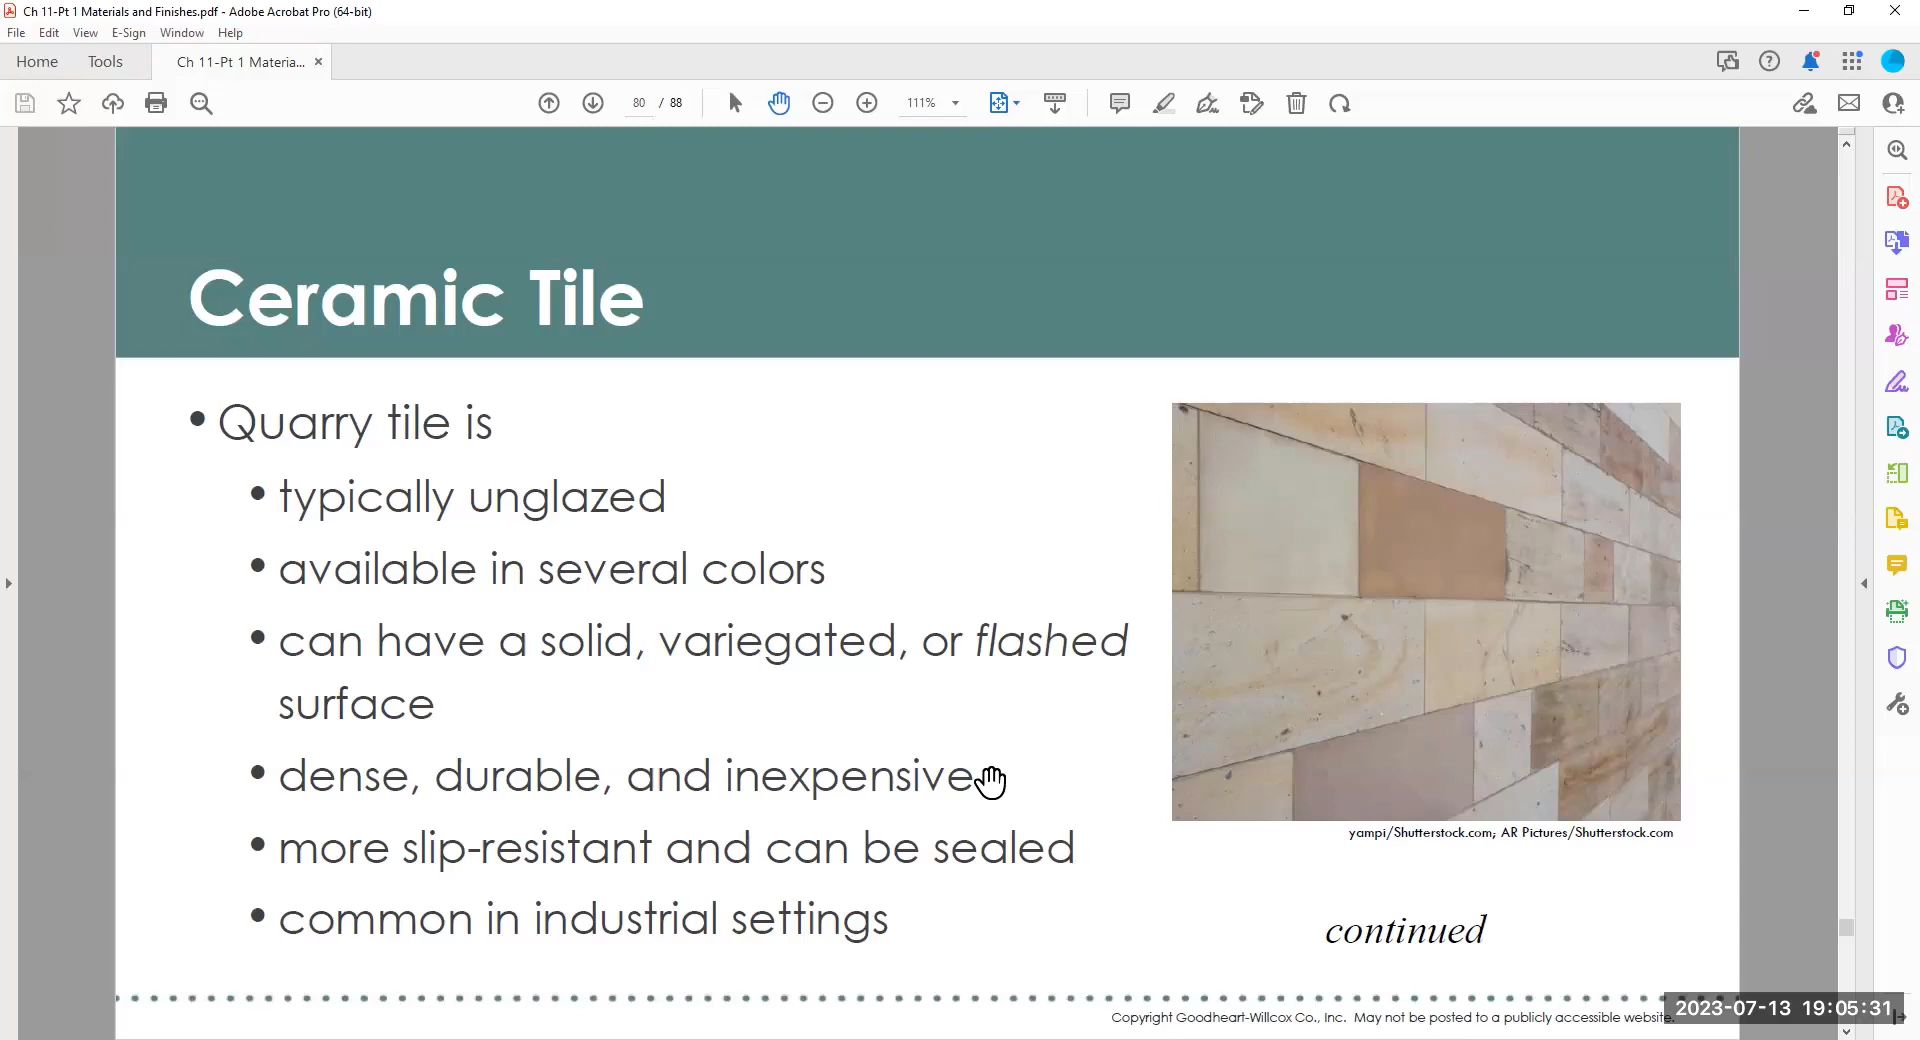 Ch 11-Pt 1 Materials and Finishes.pdf - Adobe Acrobat Pro (64-bit)
File Edit View E-Sign Window Help
Home Tools Ch 11-Pt 1 Materia... ×
80 / 88 111%
Ceramic Tile
• Quarry tile is
• typically unglazed
• available in several colors
• can have a solid, variegated, or flashed
surface
• dense, durable, and inexpensive
• more slip-resistant and can be sealed
• common in industrial settings
yampi/Shutterstock.com; AR Pictures/Shutterstock.com
continued
Copyright Goodheart-Willcox Co., Inc. May not be posted to a publicly accessible website.
2023-07-13 19:05:31